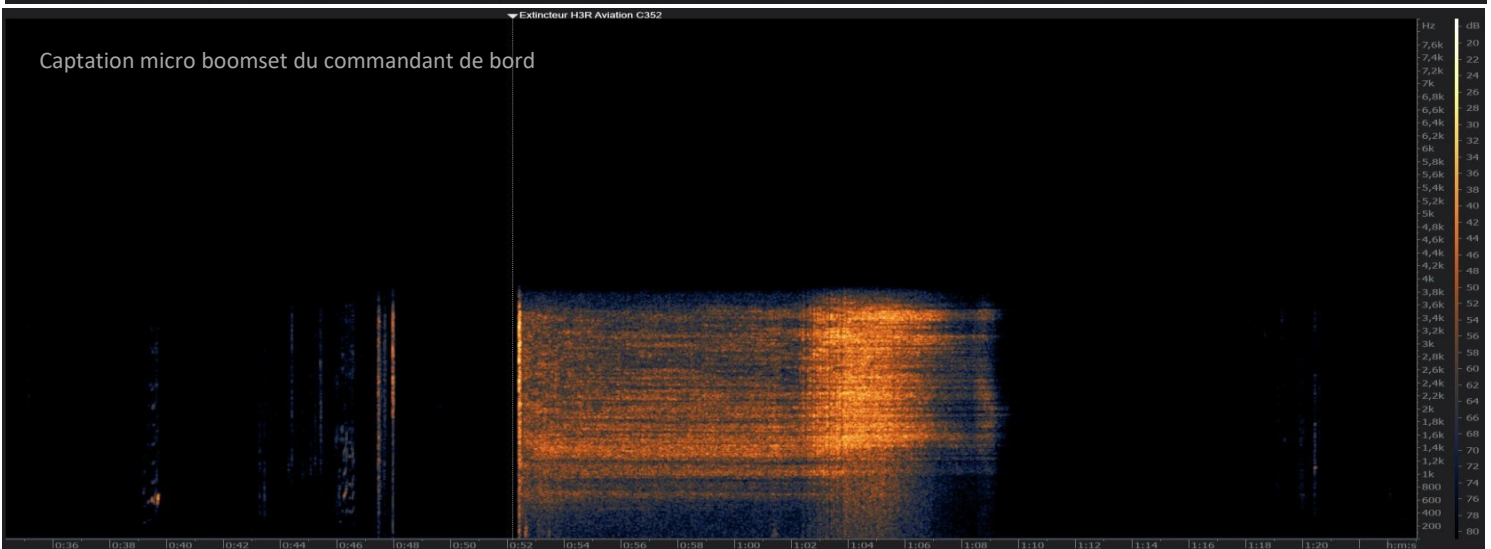 Extincteur H3R Aviation C352
Captation micro boomset du commandant de bord
Hz
7,6k
7,4k
7,2k
7k
6,8k
6,6k
6,4k
6,2k
6k
5,8k
5,6k
5,4k
5,2k
5k
4,8k
4,6k
4,4k
4,2k
4k
3,8k
3,6k
3,4k
3,2k
3k
2,8k
2,6k
2,4k
2,2k
2k
1,8k
1,6k
1,4k
1,2k
1k
800
600
400
200
dB
20
22
24
26
28
30
32
34
36
38
40
42
44
46
48
50
52
54
56
58
60
62
64
66
68
70
72
74
76
78
80
0:36 0:38 0:40 0:42 0:44 0:46 0:48 0:50 0:52 0:54 0:56 0:58 1:00 1:02 1:04 1:06 1:08 1:10 1:12 1:14 1:16 1:18 1:20 h:m:s